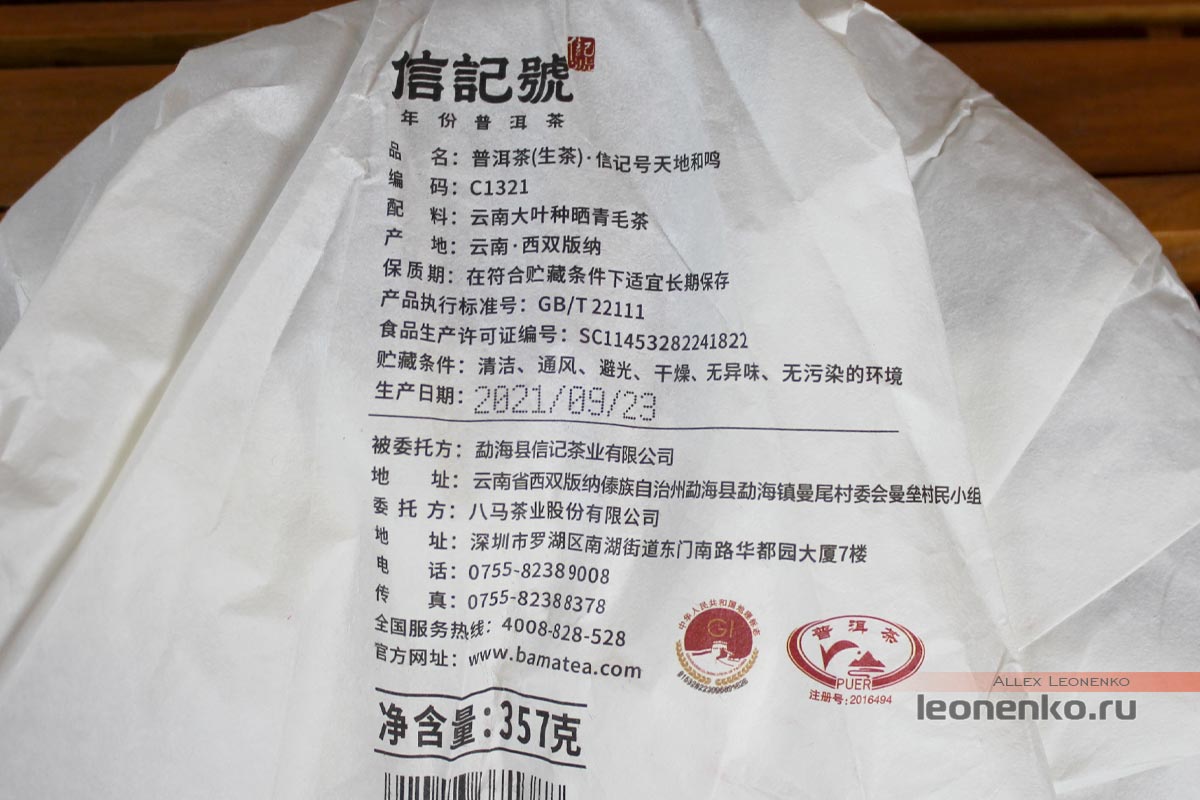 信記號
年份普洱茶
品名：普洱茶(生茶)·信记号天地和鸣
编码：C1321
配料：云南大叶种晒青毛茶
产地：云南·西双版纳
保质期：在符合贮藏条件下适宜长期保存
产品执行标准号：GB/T 22111
食品生产许可证编号：SC11453282241822
贮藏条件：清洁、通风、避光、干燥、无异味、无污染的环境
生产日期：2021/09/23
被委托方：勐海县信记茶业有限公司
地址：云南省西双版纳傣族自治州勐海县勐海镇曼尾村委会曼垒村民小组
委托方：八马茶业股份有限公司
地址：深圳市罗湖区南湖街道东门南路华都园大厦7楼
电话：0755-82389008
传真：0755-82388378
全国服务热线：4008-828-528
官方网址：www.bamatea.com
中华人民共和国地理标志
GI
普洱茶
PUER
注册号：2016494
净含量：357克
ALLEX LEONENKO
leonenko.ru